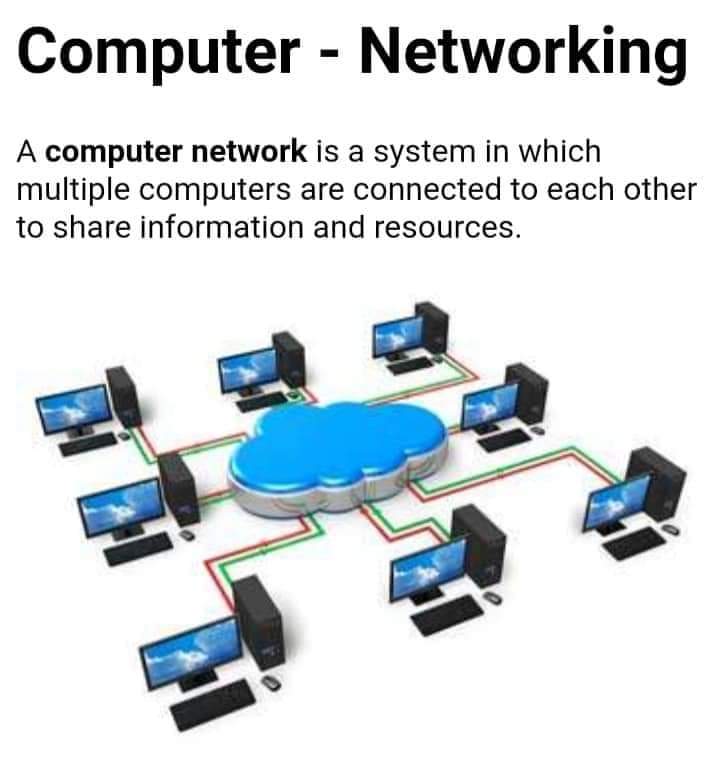 Computer - Networking
A computer network is a system in which
multiple computers are connected to each other
to share information and resources.